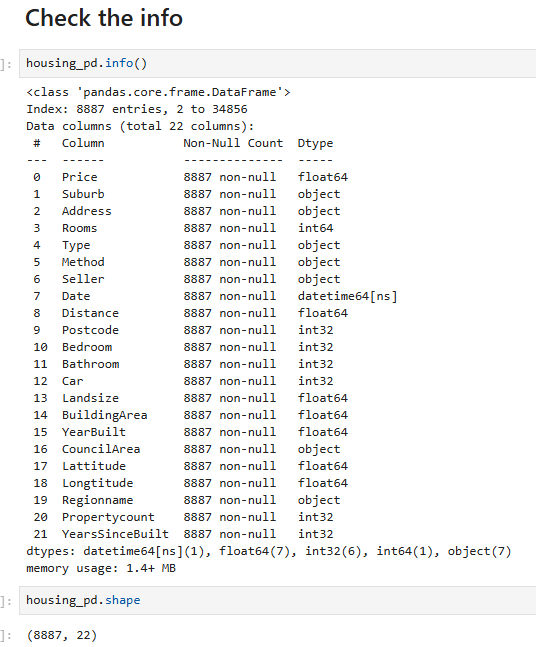 Check the info
]: housing_pd.info()
<class 'pandas.core.frame.DataFrame'>
Index: 8887 entries, 2 to 34856
Data columns (total 22 columns):
 #   Column           Non-Null Count  Dtype
---  ------           --------------  -----
 0   Price            8887 non-null   float64
 1   Suburb           8887 non-null   object
 2   Address          8887 non-null   object
 3   Rooms            8887 non-null   int64
 4   Type             8887 non-null   object
 5   Method           8887 non-null   object
 6   Seller           8887 non-null   object
 7   Date             8887 non-null   datetime64[ns]
 8   Distance         8887 non-null   float64
 9   Postcode         8887 non-null   int32
 10  Bedroom          8887 non-null   int32
 11  Bathroom         8887 non-null   int32
 12  Car              8887 non-null   int32
 13  Landsize         8887 non-null   float64
 14  BuildingArea     8887 non-null   float64
 15  YearBuilt        8887 non-null   float64
 16  CouncilArea      8887 non-null   object
 17  Lattitude        8887 non-null   float64
 18  Longtitude       8887 non-null   float64
 19  Regionname       8887 non-null   object
 20  Propertycount    8887 non-null   int32
 21  YearsSinceBuilt  8887 non-null   int32
dtypes: datetime64[ns](1), float64(7), int32(6), int64(1), object(7)
memory usage: 1.4+ MB
]: housing_pd.shape
]: (8887, 22)